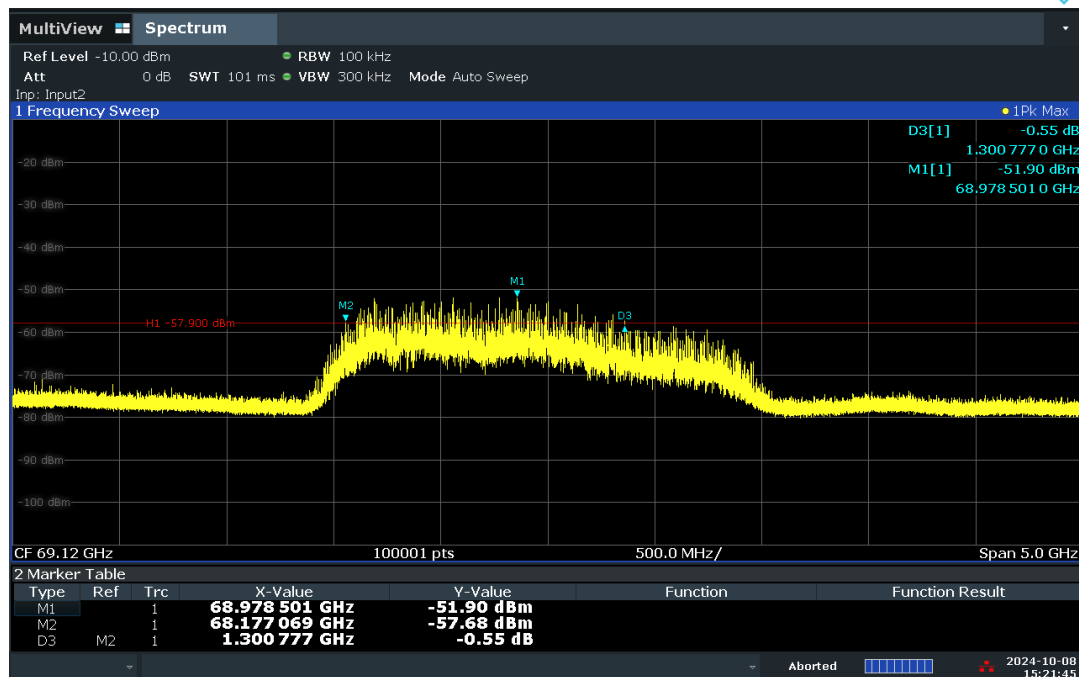 MultiView Spectrum
Ref Level -10.00 dBm RBW 100 kHz
Att 0 dB SWT 101 ms VBW 300 kHz Mode Auto Sweep
Inp: Input2
1 Frequency Sweep 1Pk Max
D3[1] -0.55 dB
1.300 777 0 GHz
M1[1] -51.90 dBm
68.978 501 0 GHz
-20 dBm
-30 dBm
-40 dBm
-50 dBm
M1
M2
D3
H1 -57.900 dBm
-60 dBm
-70 dBm
-80 dBm
-90 dBm
-100 dBm
CF 69.12 GHz 100001 pts 500.0 MHz/ Span 5.0 GHz
2 Marker Table
Type Ref Trc X-Value Y-Value Function Function Result
M1 1 68.978 501 GHz -51.90 dBm
M2 1 68.177 069 GHz -57.68 dBm
D3 M2 1 1.300 777 GHz -0.55 dB
Aborted 2024-10-08
15:21:45